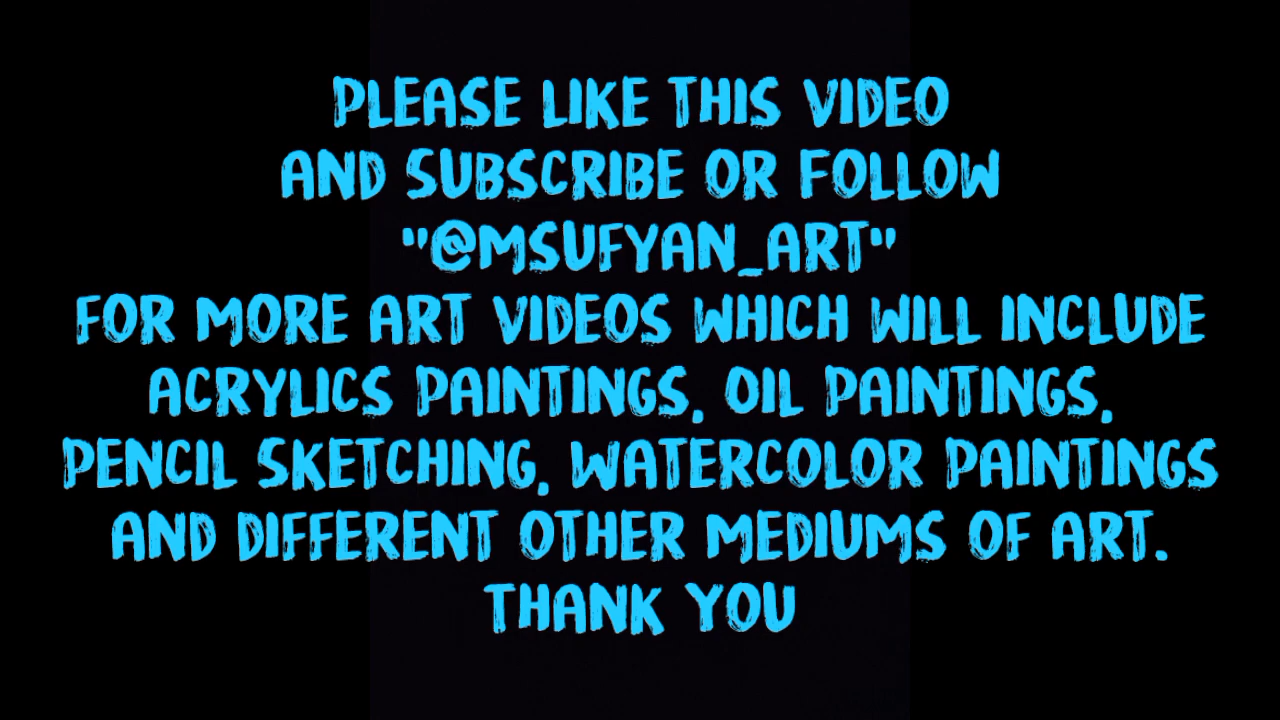 PLEASE LIKE THIS VIDEO
AND SUBSCRIBE OR FOLLOW
"@MSUFYAN_ART"
FOR MORE ART VIDEOS WHICH WILL INCLUDE
ACRYLICS PAINTINGS, OIL PAINTINGS,
PENCIL SKETCHING, WATERCOLOR PAINTINGS
AND DIFFERENT OTHER MEDIUMS OF ART.
THANK YOU